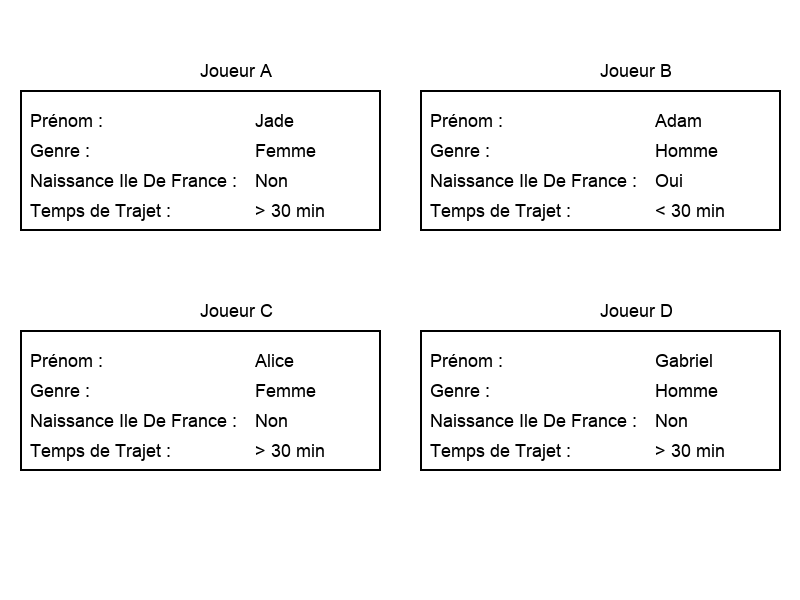 Joueur A
Prénom : Jade
Genre : Femme
Naissance Ile De France : Non
Temps de Trajet : > 30 min
Joueur B
Prénom : Adam
Genre : Homme
Naissance Ile De France : Oui
Temps de Trajet : < 30 min
Joueur C
Prénom : Alice
Genre : Femme
Naissance Ile De France : Non
Temps de Trajet : > 30 min
Joueur D
Prénom : Gabriel
Genre : Homme
Naissance Ile De France : Non
Temps de Trajet : > 30 min